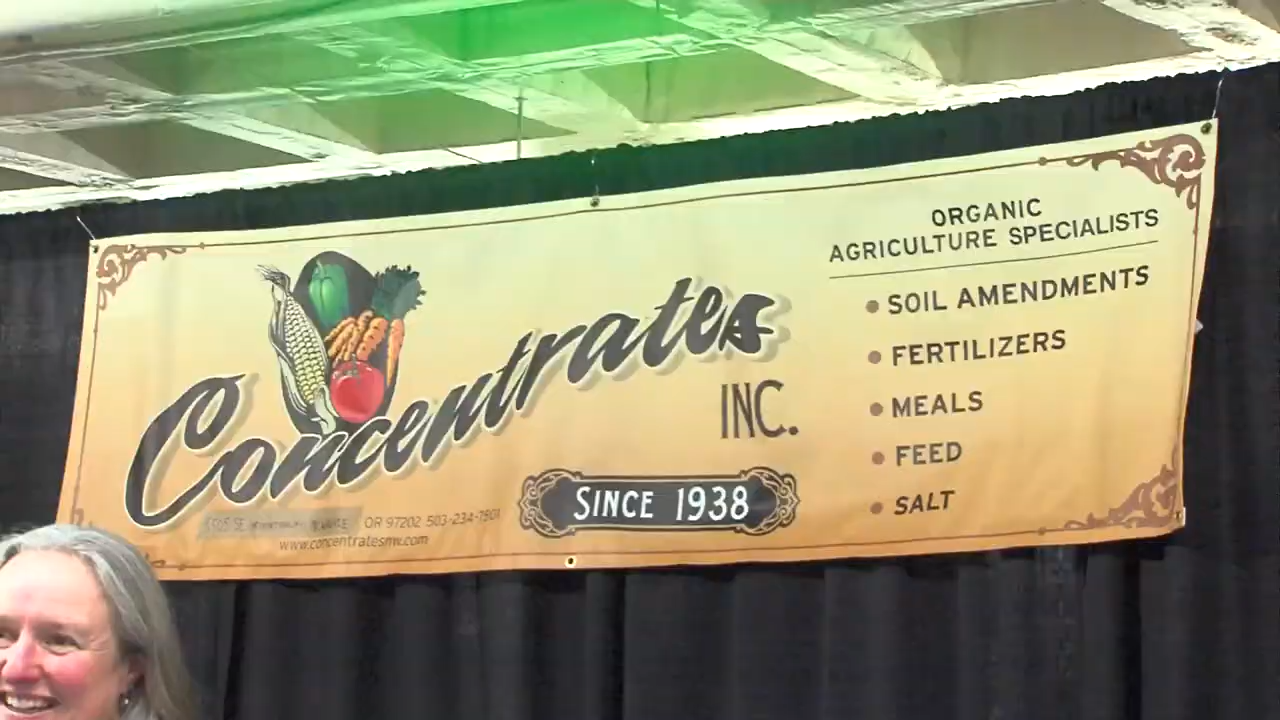 Concentrates
INC.
SINCE 1938
OR 97202 503-234-7501
www.concentratesnw.com
ORGANIC
AGRICULTURE SPECIALISTS
• SOIL AMENDMENTS
• FERTILIZERS
• MEALS
• FEED
• SALT